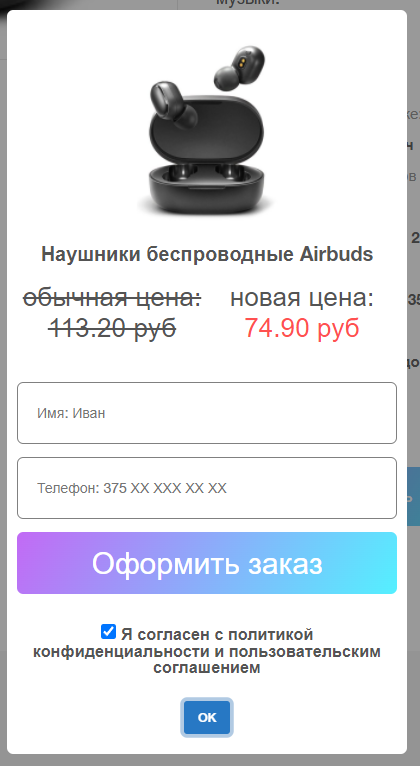 музыки.
Наушники беспроводные Airbuds
обычная цена:
113.20 руб
новая цена:
74.90 руб
Имя: Иван
Телефон: 375 XX XXX XX XX
Оформить заказ
Я согласен с политикой
конфиденциальности и пользовательским
соглашением
ОК